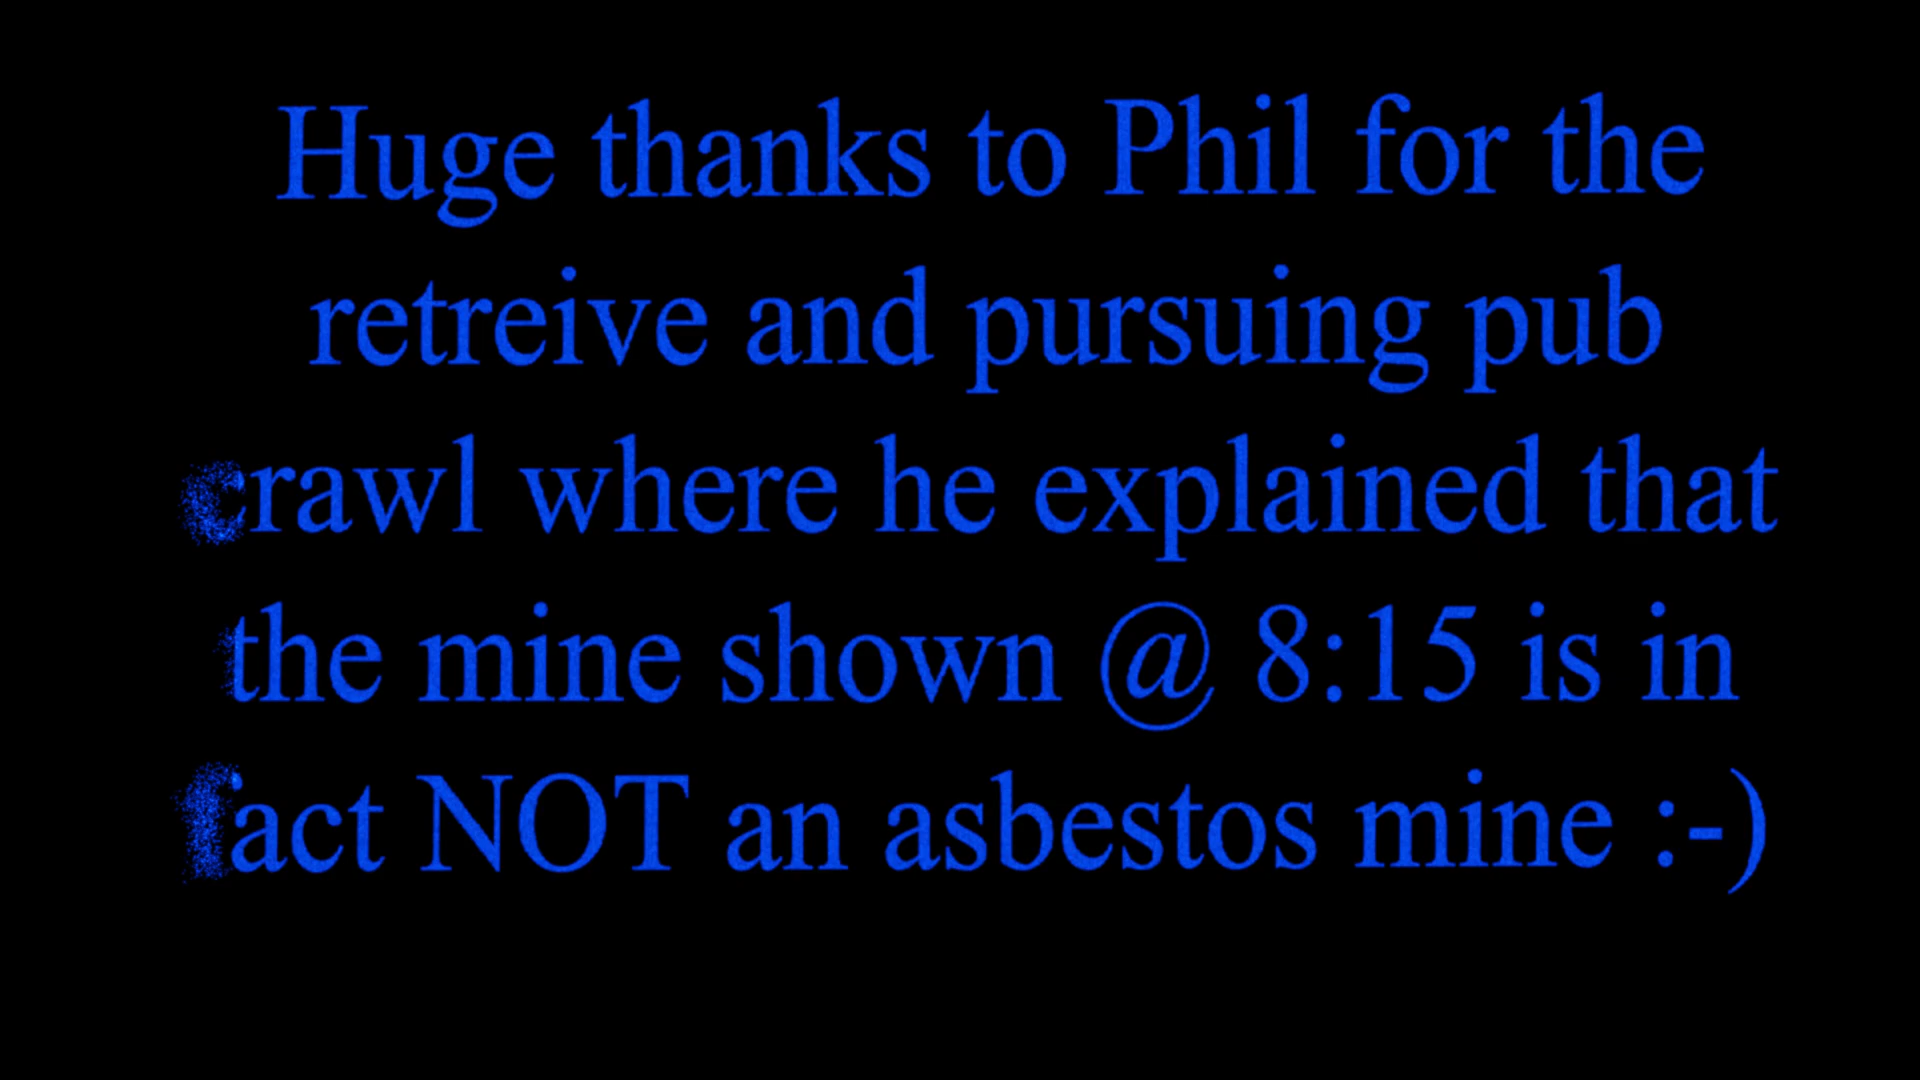 Huge thanks to Phil for the
retreive and pursuing pub
crawl where he explained that
the mine shown @ 8:15 is in
fact NOT an asbestos mine :-)